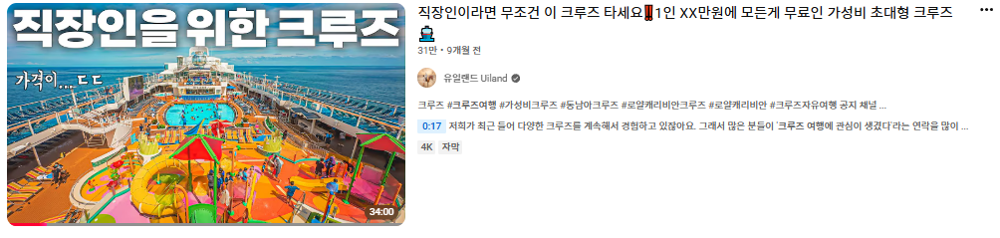 직장인을 위한 크루즈
가격이...ㄷㄷ
34:00
직장인이라면 무조건 이 크루즈 타세요‼️1인 XX만원에 모든게 무료인 가성비 초대형 크루즈
🚢
31만 • 9개월 전
유일랜드 Uiland
크루즈 #크루즈여행 #가성비크루즈 #동남아크루즈 #로얄캐리비안크루즈 #로얄캐리비안 #크루즈자유여행 공지 채널 ...
0:17 저희가 최근 들어 다양한 크루즈를 계속해서 경험하고 있잖아요. 그래서 많은 분들이 '크루즈 여행에 관심이 생겼다'라는 연락을 많이 ...
4K 자막